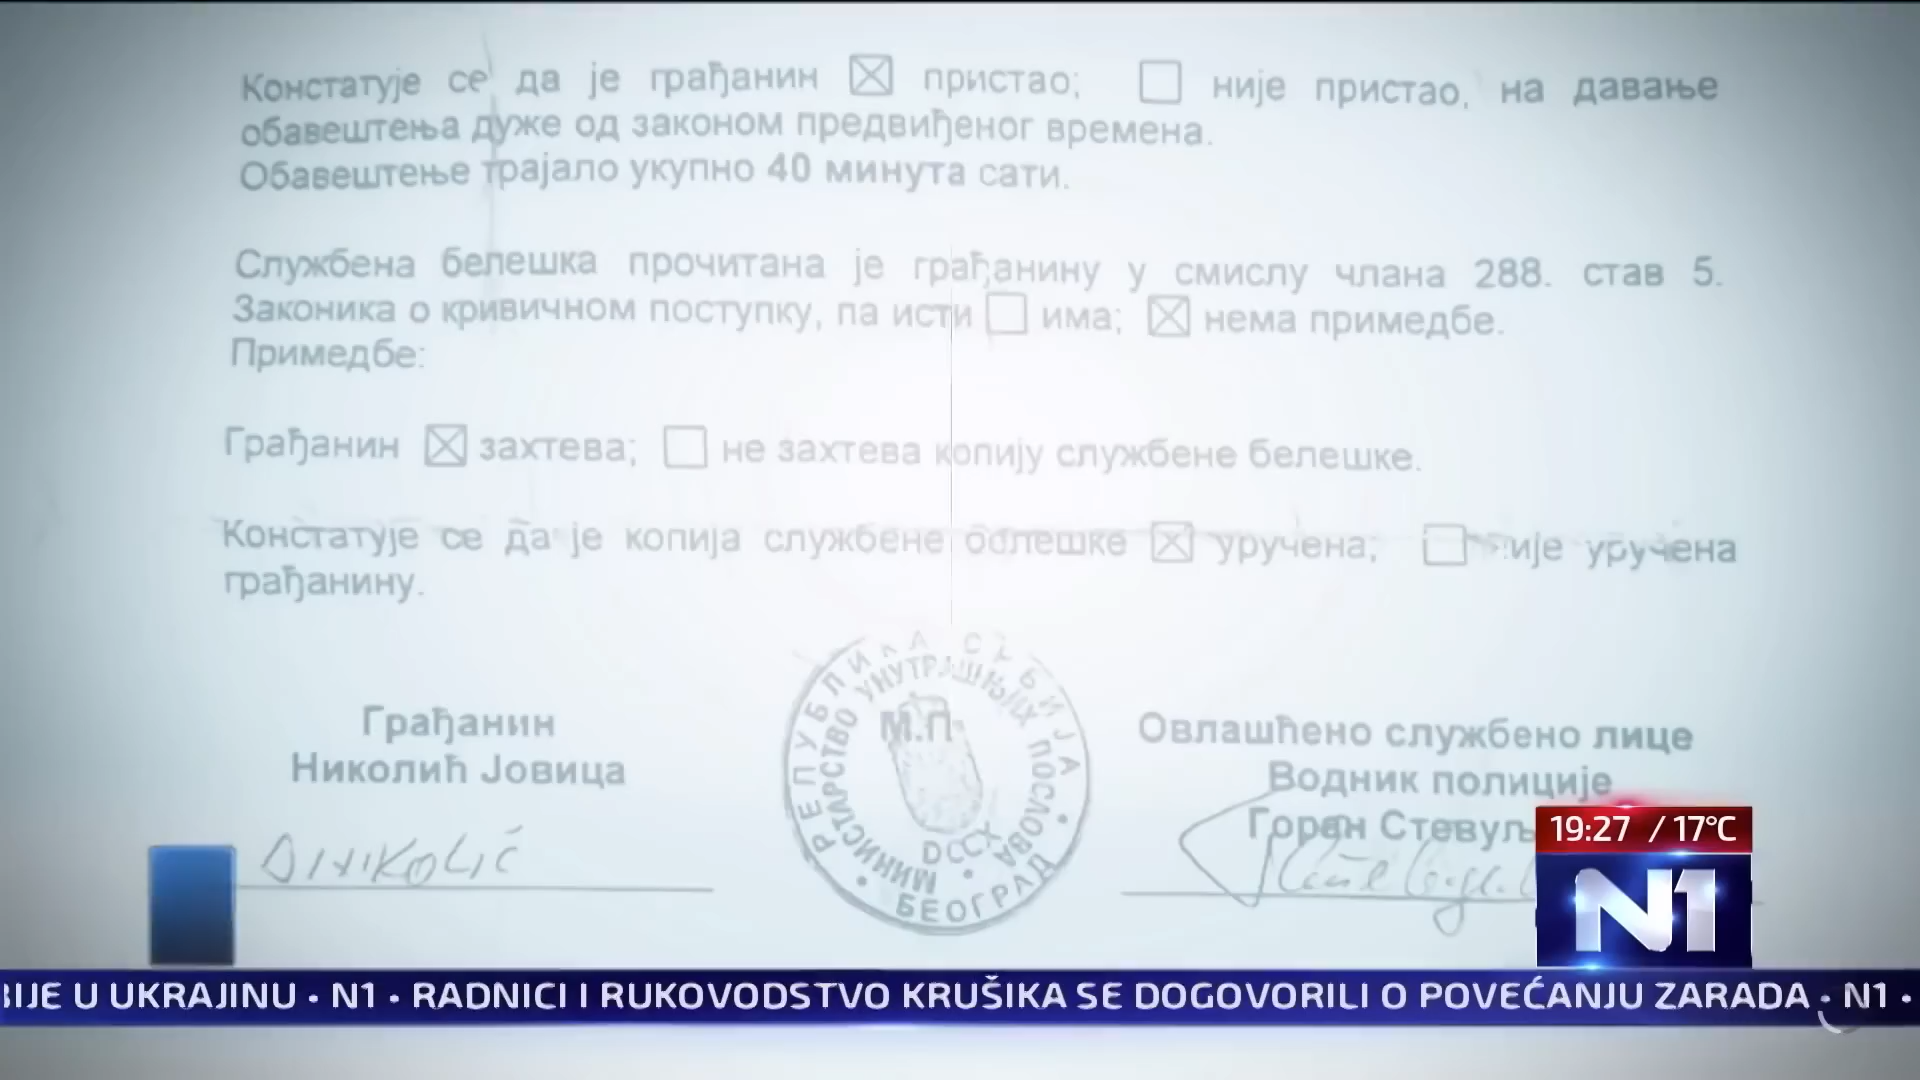 Констатује се да је грађанин ☒ пристао; ☐ није пристао, на давање
обавештења дуже од законом предвиђеног времена.
Обавештење трајало укупно 40 минута сати.
Службена белешка прочитана је грађанину у смислу члана 288. став 5.
Законика о кривичном поступку, па исти ☐ има; ☒ нема примедбе.
Примедбе:
Грађанин ☒ захтева; ☐ не захтева копију службене белешке.
Констатује се да је копија службене белешке ☒ уручена; ☐ није уручена
грађанину.
Грађанин
Николић Јовица
РЕПУБЛИКА СРБИЈА
МИНИСТАРСТВО УНУТРАШЊИХ ПОСЛОВА
М.П.
DCCX
БЕОГРАД
Овлашћено службено лице
Водник полиције
Горан
19:27 / 17°C
N1
UKRAJINU • N1 • RADNICI I RUKOVODSTVO KRUŠIKA SE DOGOVORILI O POVEĆANJU ZARADA • N1 •